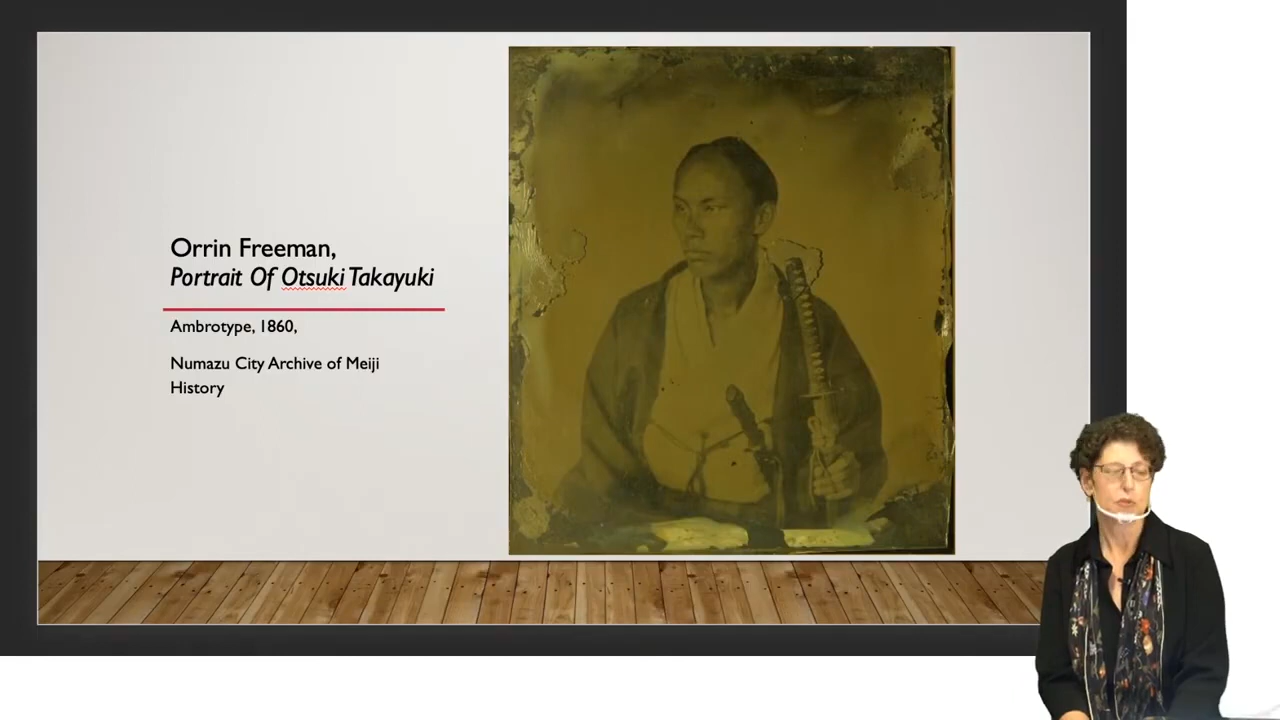 Orrin Freeman,
Portrait Of Otsuki Takayuki
Ambrotype, 1860,
Numazu City Archive of Meiji
History